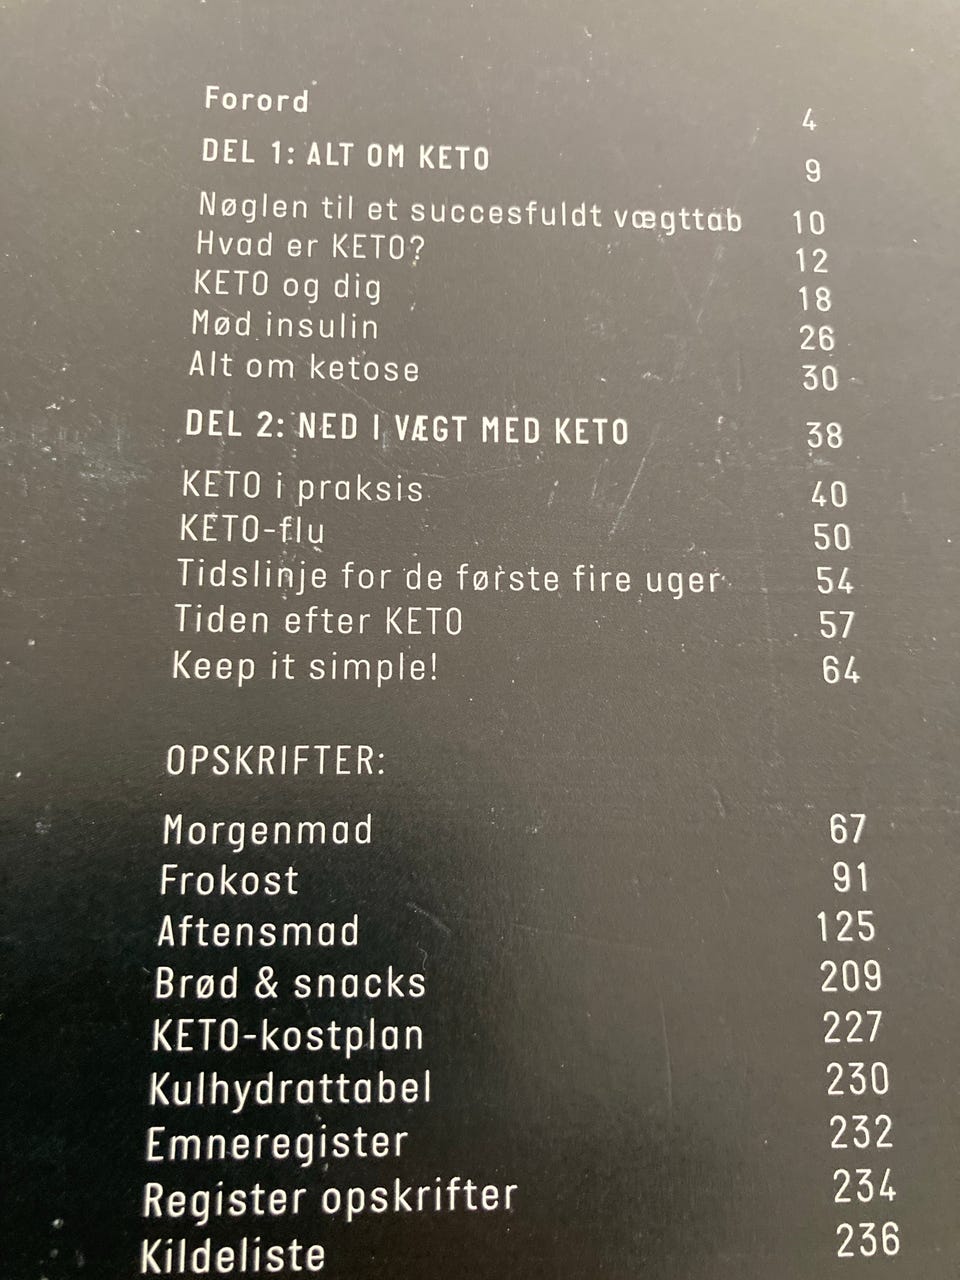 Forord 4
DEL 1: ALT OM KETO 9
Nøglen til et succesfuldt vægttab 10
Hvad er KETO? 12
KETO og dig 18
Mød insulin 26
Alt om ketose 30
DEL 2: NED I VÆGT MED KETO 38
KETO i praksis 40
KETO-flu 50
Tidslinje for de første fire uger 54
Tiden efter KETO 57
Keep it simple! 64
OPSKRIFTER:
Morgenmad 67
Frokost 91
Aftensmad 125
Brød & snacks 209
KETO-kostplan 227
Kulhydrattabel 230
Emneregister 232
Register opskrifter 234
Kildeliste 236